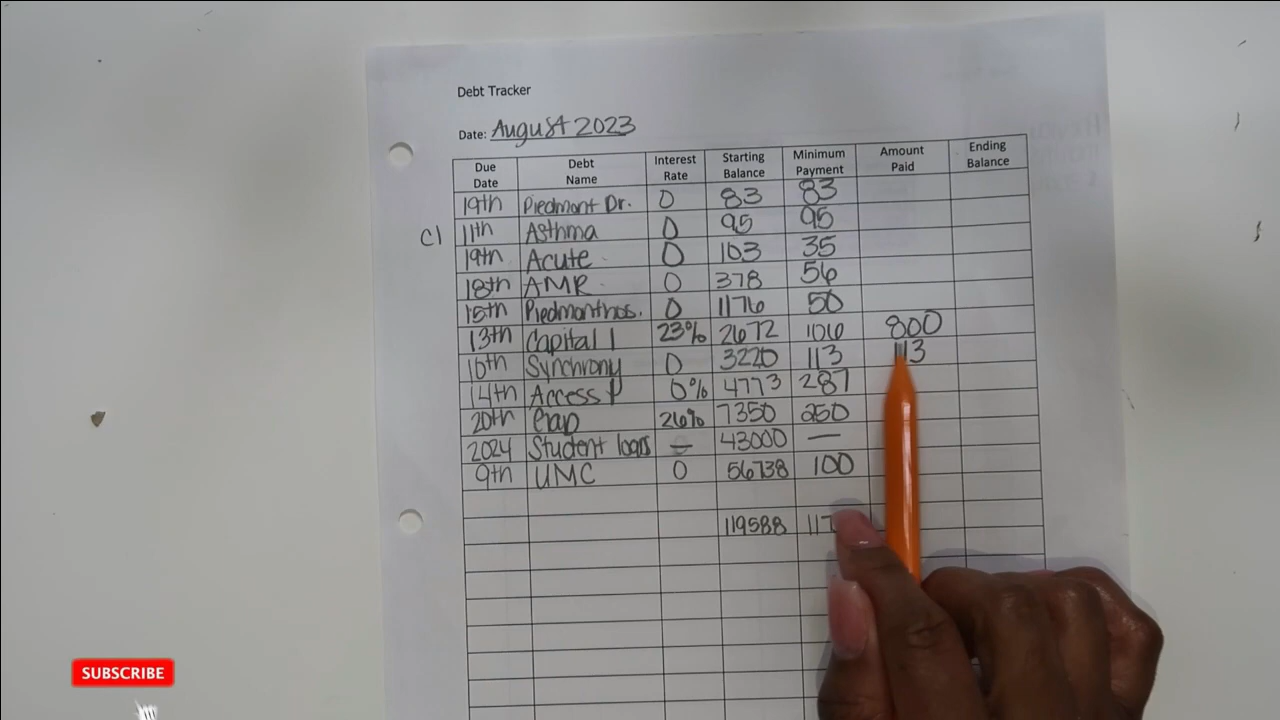 Debt Tracker
Date: August 2023
Due Date Debt Name Interest Rate Starting Balance Minimum Payment Amount Paid Ending Balance
19th Piedmont Dr. 0 83 83
C1 11th Asthma 0 95 95
19th Acute 0 103 35
18th AMR 0 378 56
15th Piedmonthos. 0 1176 50
13th Capital 1 23% 2672 106 800
10th Synchrony 0 3220 113 113
14th Access 0% 4773 287
20th 26% 7350 250
2024 Student loans — 43000 —
9th UMC 0 56738 100
119588 117
SUBSCRIBE